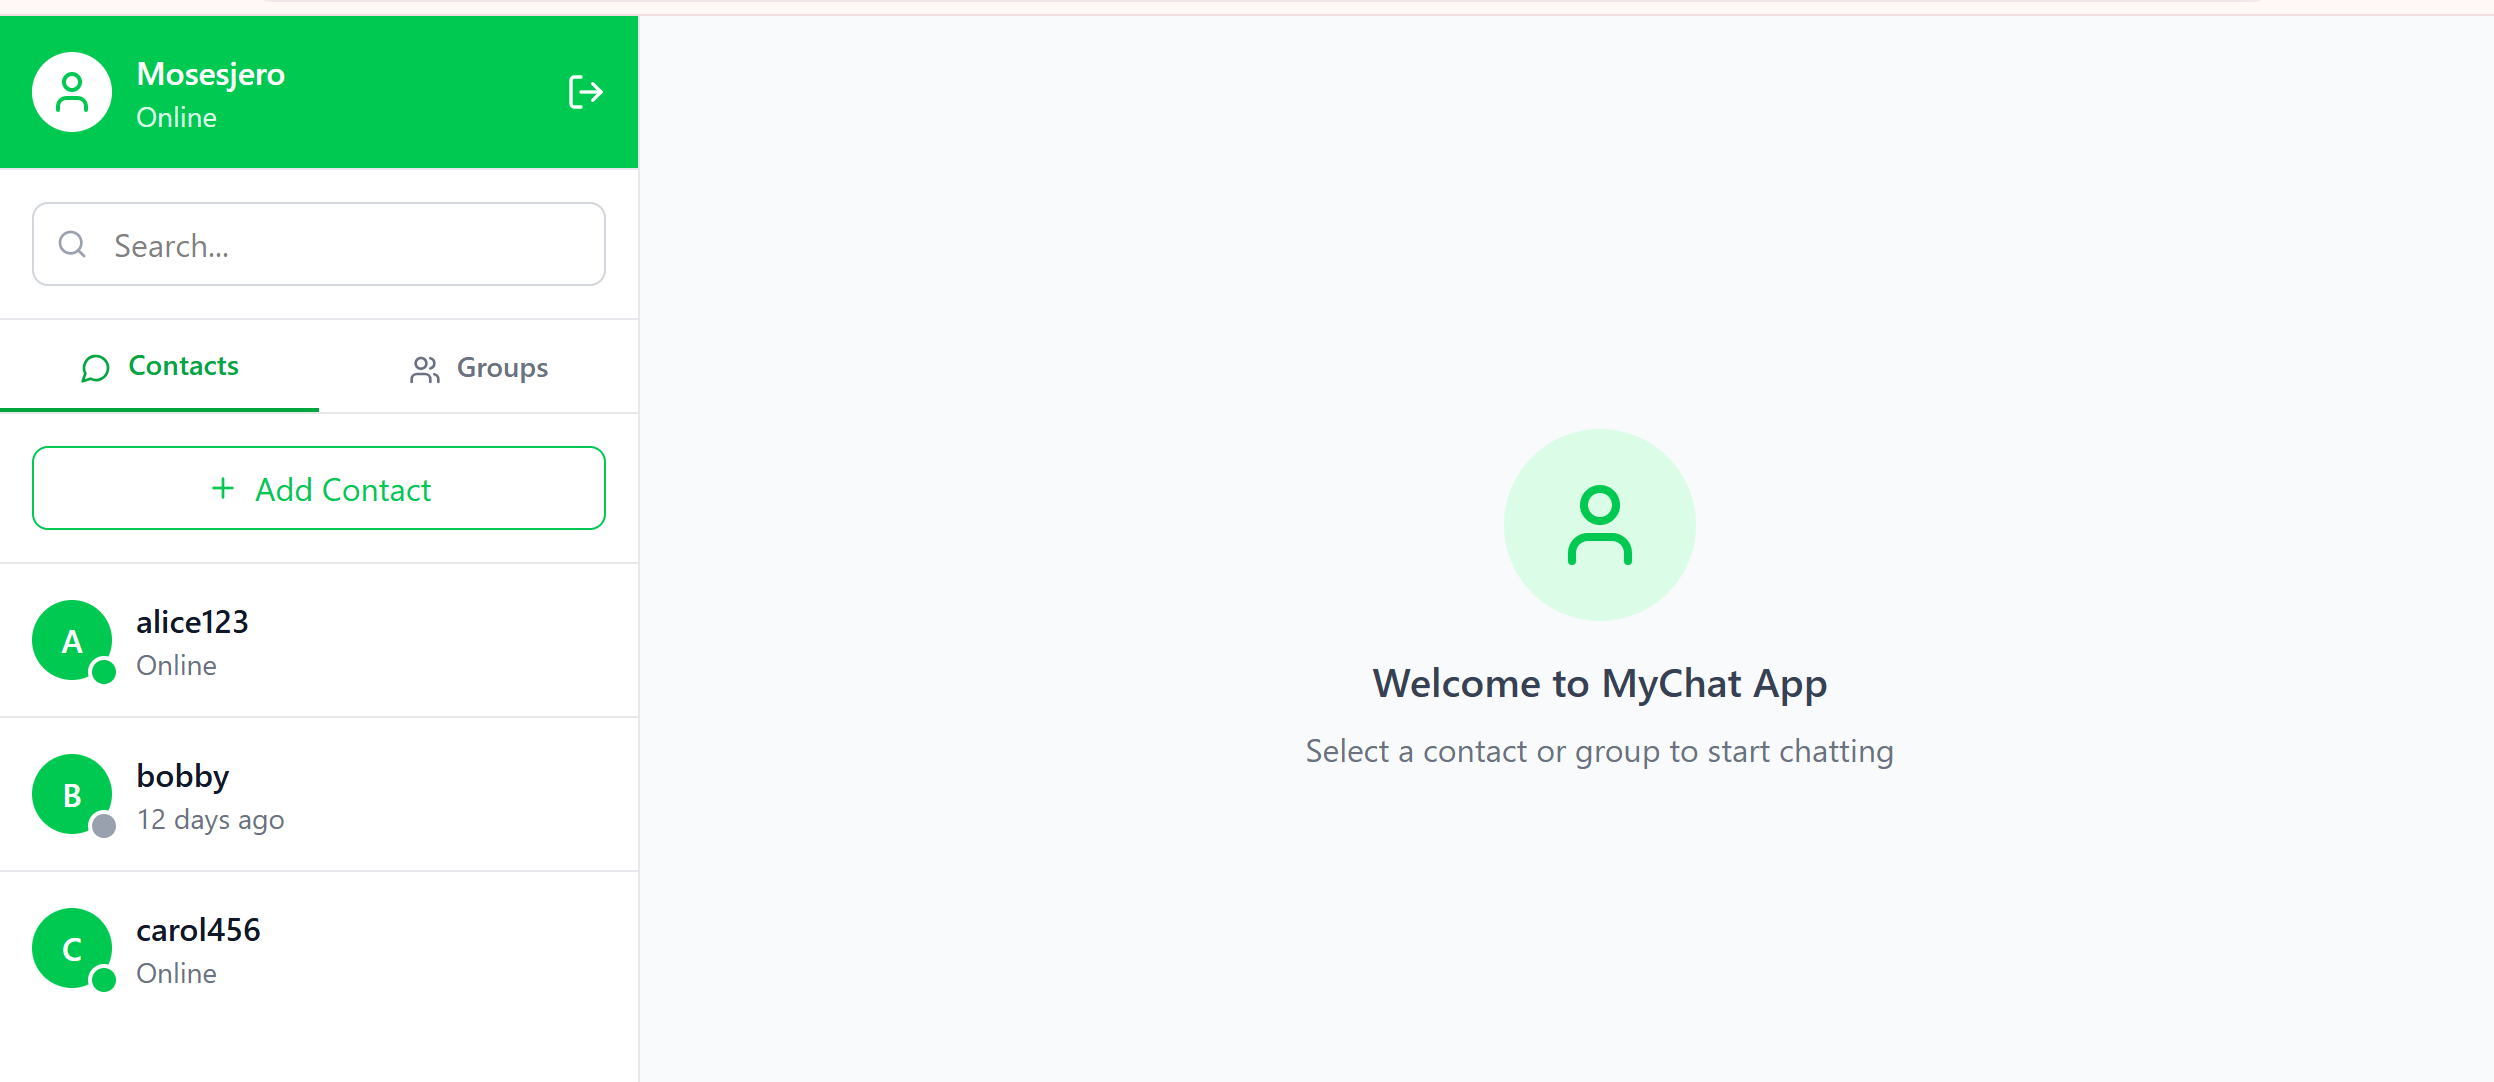 Mosesjero
Online
Search...
Contacts
Groups
Add Contact
A
alice123
Online
B
bobby
12 days ago
C
carol456
Online
Welcome to MyChat App
Select a contact or group to start chatting